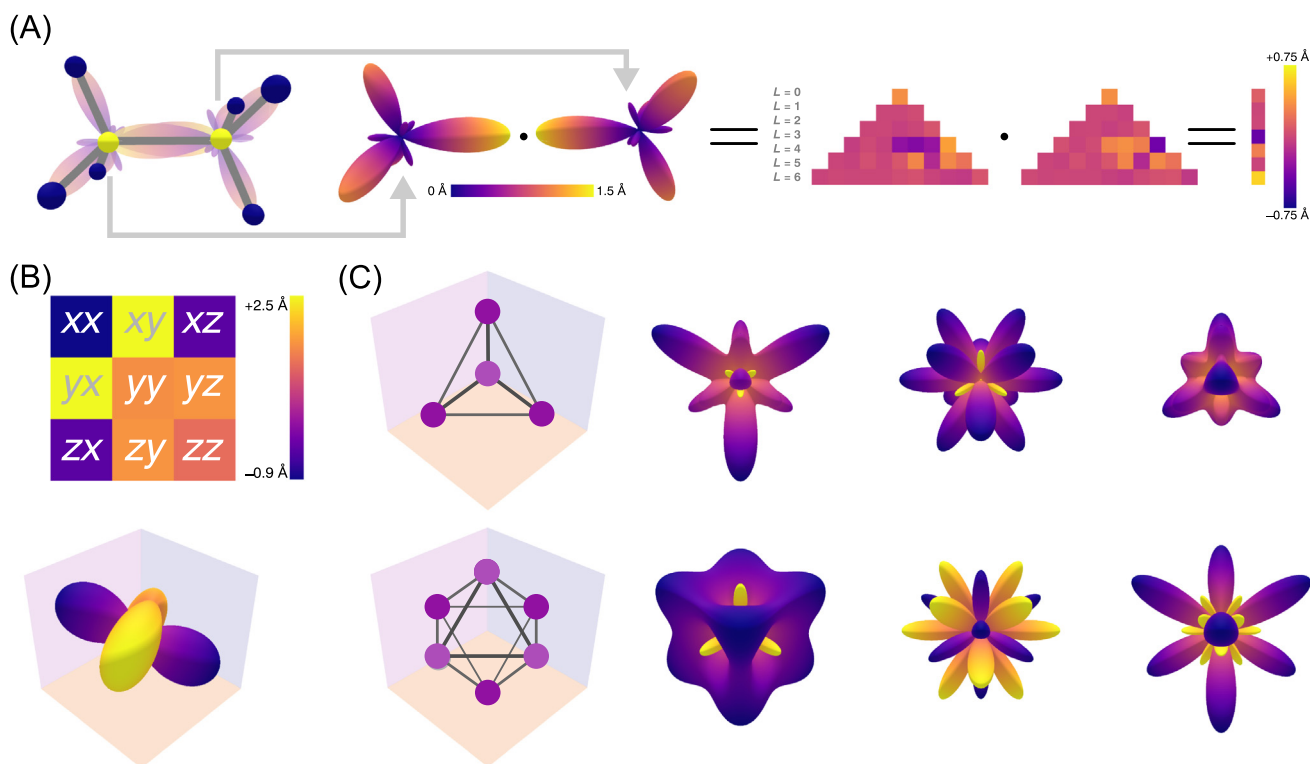 (A)
L = 0
L = 1
L = 2
L = 3
L = 4
L = 5
L = 6
+0.75 Å
−0.75 Å
0 Å
1.5 Å
(B)
xx xy xz
yx yy yz
zx zy zz
+2.5 Å
−0.9 Å
(C)